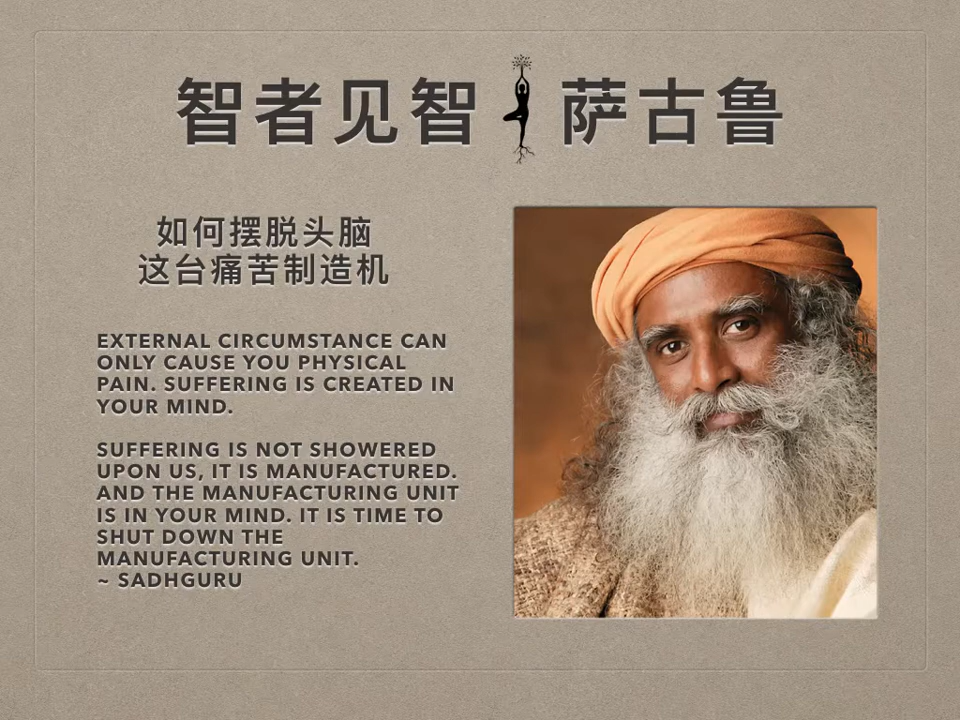 智者见智 萨古鲁
如何摆脱头脑
这台痛苦制造机
EXTERNAL CIRCUMSTANCE CAN
ONLY CAUSE YOU PHYSICAL
PAIN. SUFFERING IS CREATED IN
YOUR MIND.
SUFFERING IS NOT SHOWERED
UPON US, IT IS MANUFACTURED.
AND THE MANUFACTURING UNIT
IS IN YOUR MIND. IT IS TIME TO
SHUT DOWN THE
MANUFACTURING UNIT.
~ SADHGURU